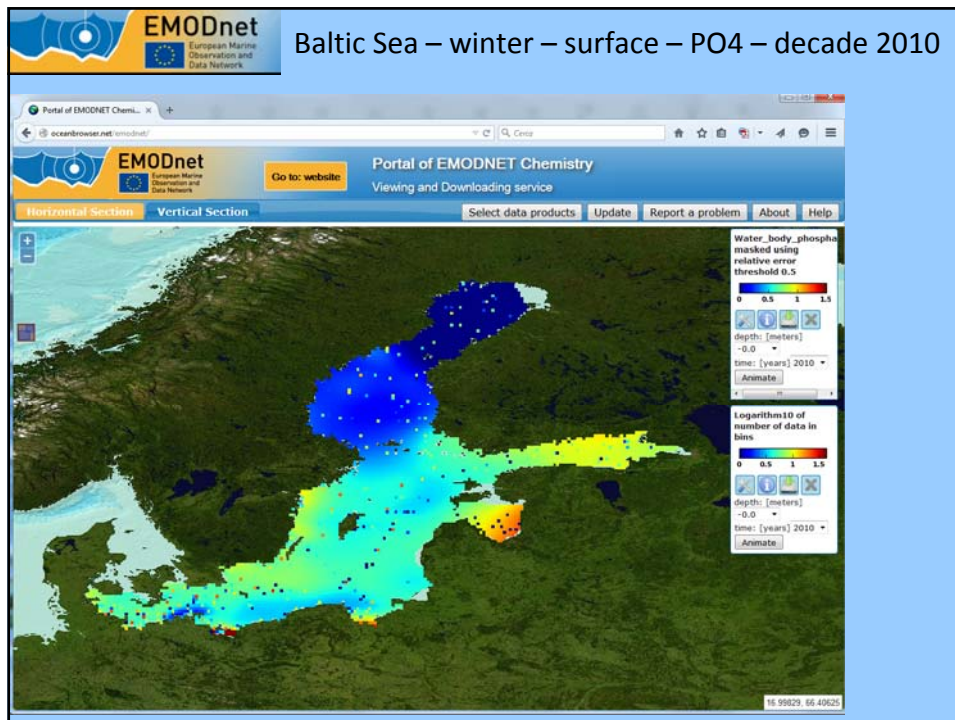 EMODnet
European Marine
Observation and
Data Network
Baltic Sea – winter – surface – PO4 – decade 2010
Portal of EMODNET Chemi... × +
oceanbrowser.net/emodnet/
Cerca
EMODnet
European Marine
Observation and
Data Network
Go to: website
Portal of EMODNET Chemistry
Viewing and Downloading service
Horizontal Section Vertical Section Select data products Update Report a problem About Help
+
−
Water_body_phospha
masked using
relative error
threshold 0.5
0 0.5 1 1.5
depth: [meters]
-0.0
time: [years] 2010
Animate
Logarithm10 of
number of data in
bins
0 0.5 1 1.5
depth: [meters]
-0.0
time: [years] 2010
Animate
16.99829, 66.40625